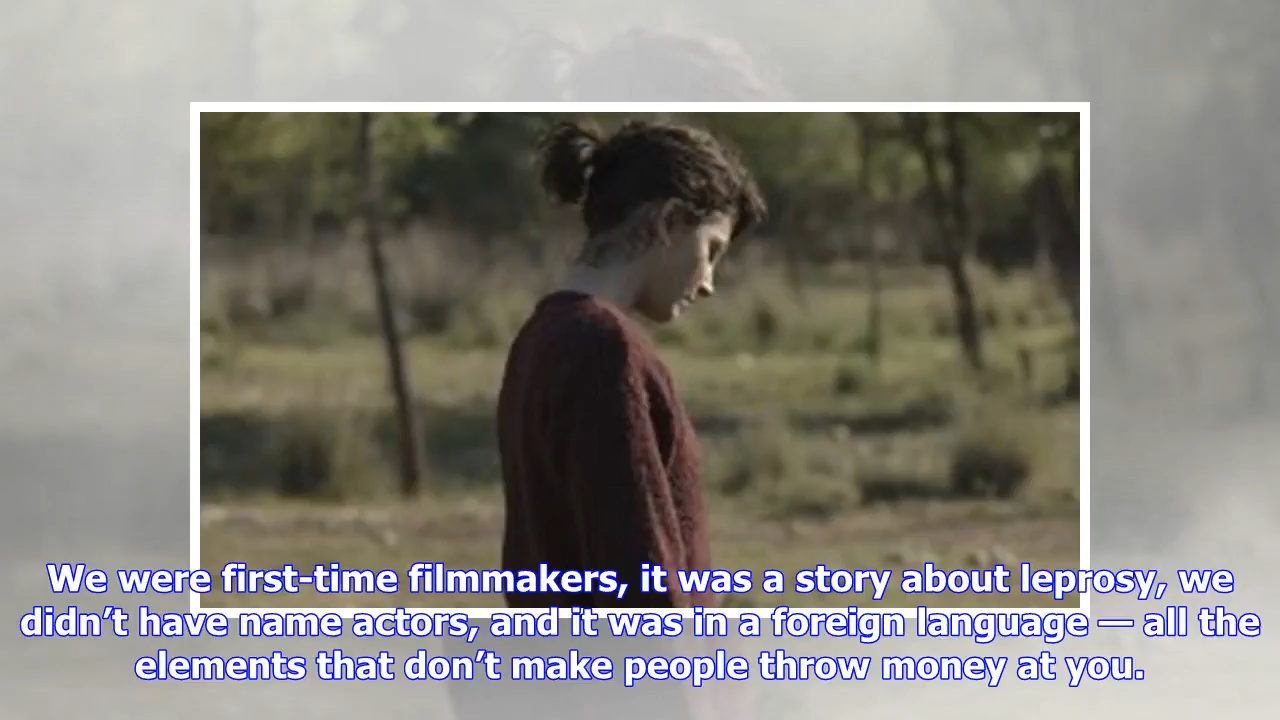 We were first-time filmmakers, it was a story about leprosy, we
didn’t have name actors, and it was in a foreign language — all the
elements that don’t make people throw money at you.